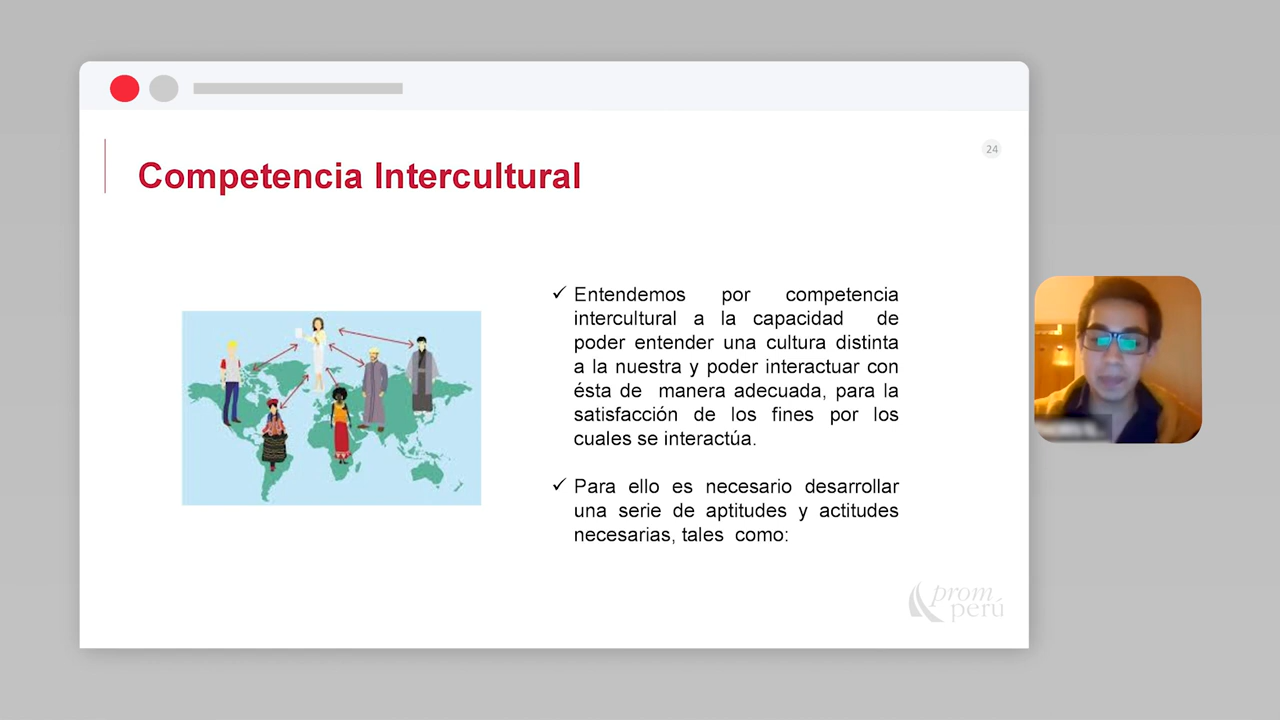 24
Competencia Intercultural
Entendemos por competencia
intercultural a la capacidad de
poder entender una cultura distinta
a la nuestra y poder interactuar con
ésta de manera adecuada, para la
satisfacción de los fines por los
cuales se interactúa.
Para ello es necesario desarrollar
una serie de aptitudes y actitudes
necesarias, tales como:
prom
perú